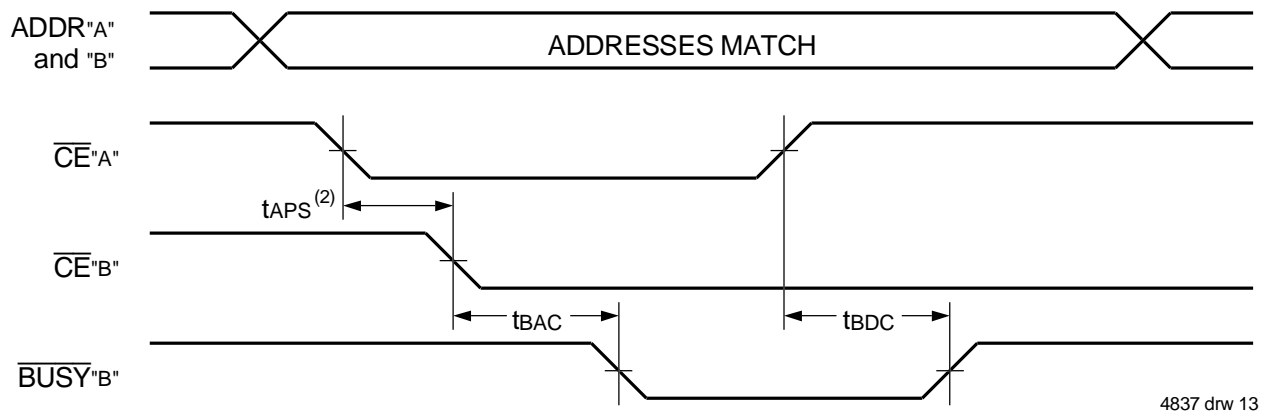 ADDR"A"
and "B"
ADDRESSES MATCH
CE"A"
tAPS(2)
CE"B"
tBAC
tBDC
BUSY"B"
4837 drw 13